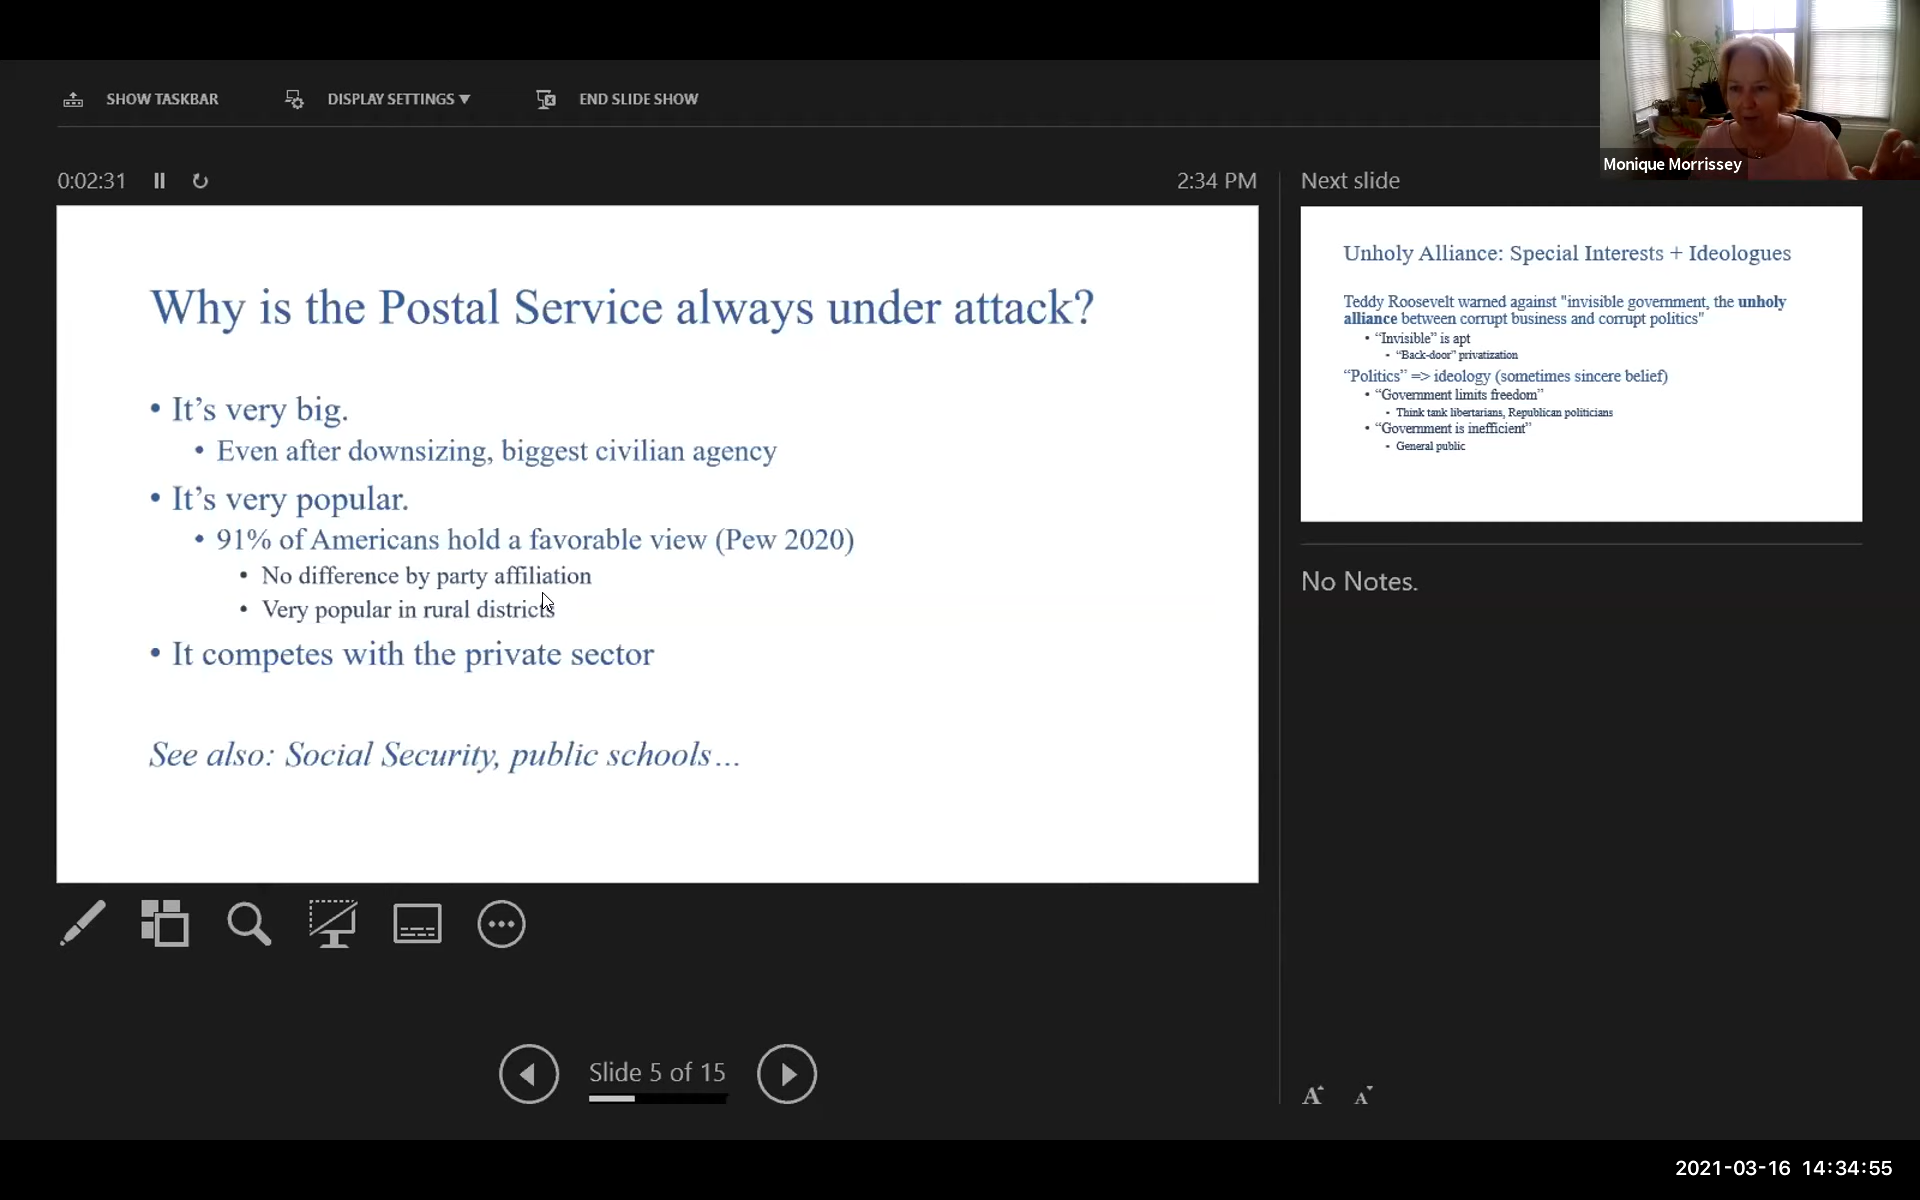 SHOW TASKBAR
DISPLAY SETTINGS ▼
END SLIDE SHOW
Monique Morrissey
0:02:31
2:34 PM
Next slide
Why is the Postal Service always under attack?
• It’s very big.
• Even after downsizing, biggest civilian agency
• It’s very popular.
• 91% of Americans hold a favorable view (Pew 2020)
• No difference by party affiliation
• Very popular in rural districts
• It competes with the private sector
See also: Social Security, public schools…
Unholy Alliance: Special Interests + Ideologues
Teddy Roosevelt warned against "invisible government, the unholy
alliance between corrupt business and corrupt politics"
• “Invisible” is apt
• “Back-door” privatization
“Politics” => ideology (sometimes sincere belief)
• “Government limits freedom”
• Think tank libertarians, Republican politicians
• “Government is inefficient”
• General public
No Notes.
Slide 5 of 15
A A
2021-03-16 14:34:55